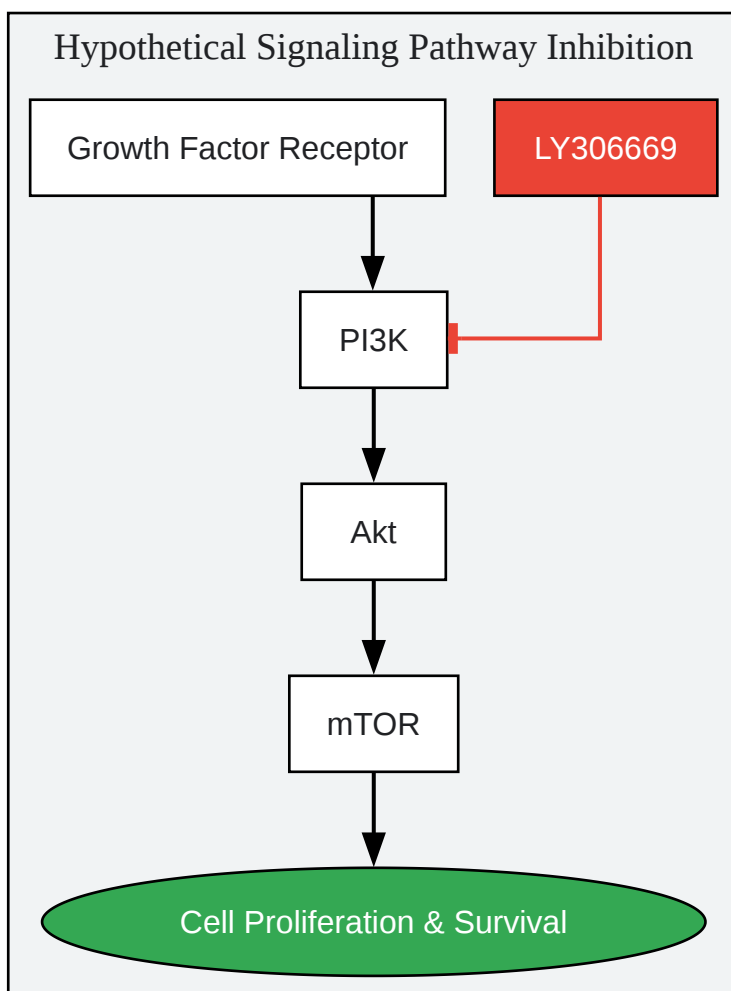 Hypothetical Signaling Pathway Inhibition
Growth Factor Receptor
LY306669
PI3K
Akt
mTOR
Cell Proliferation & Survival